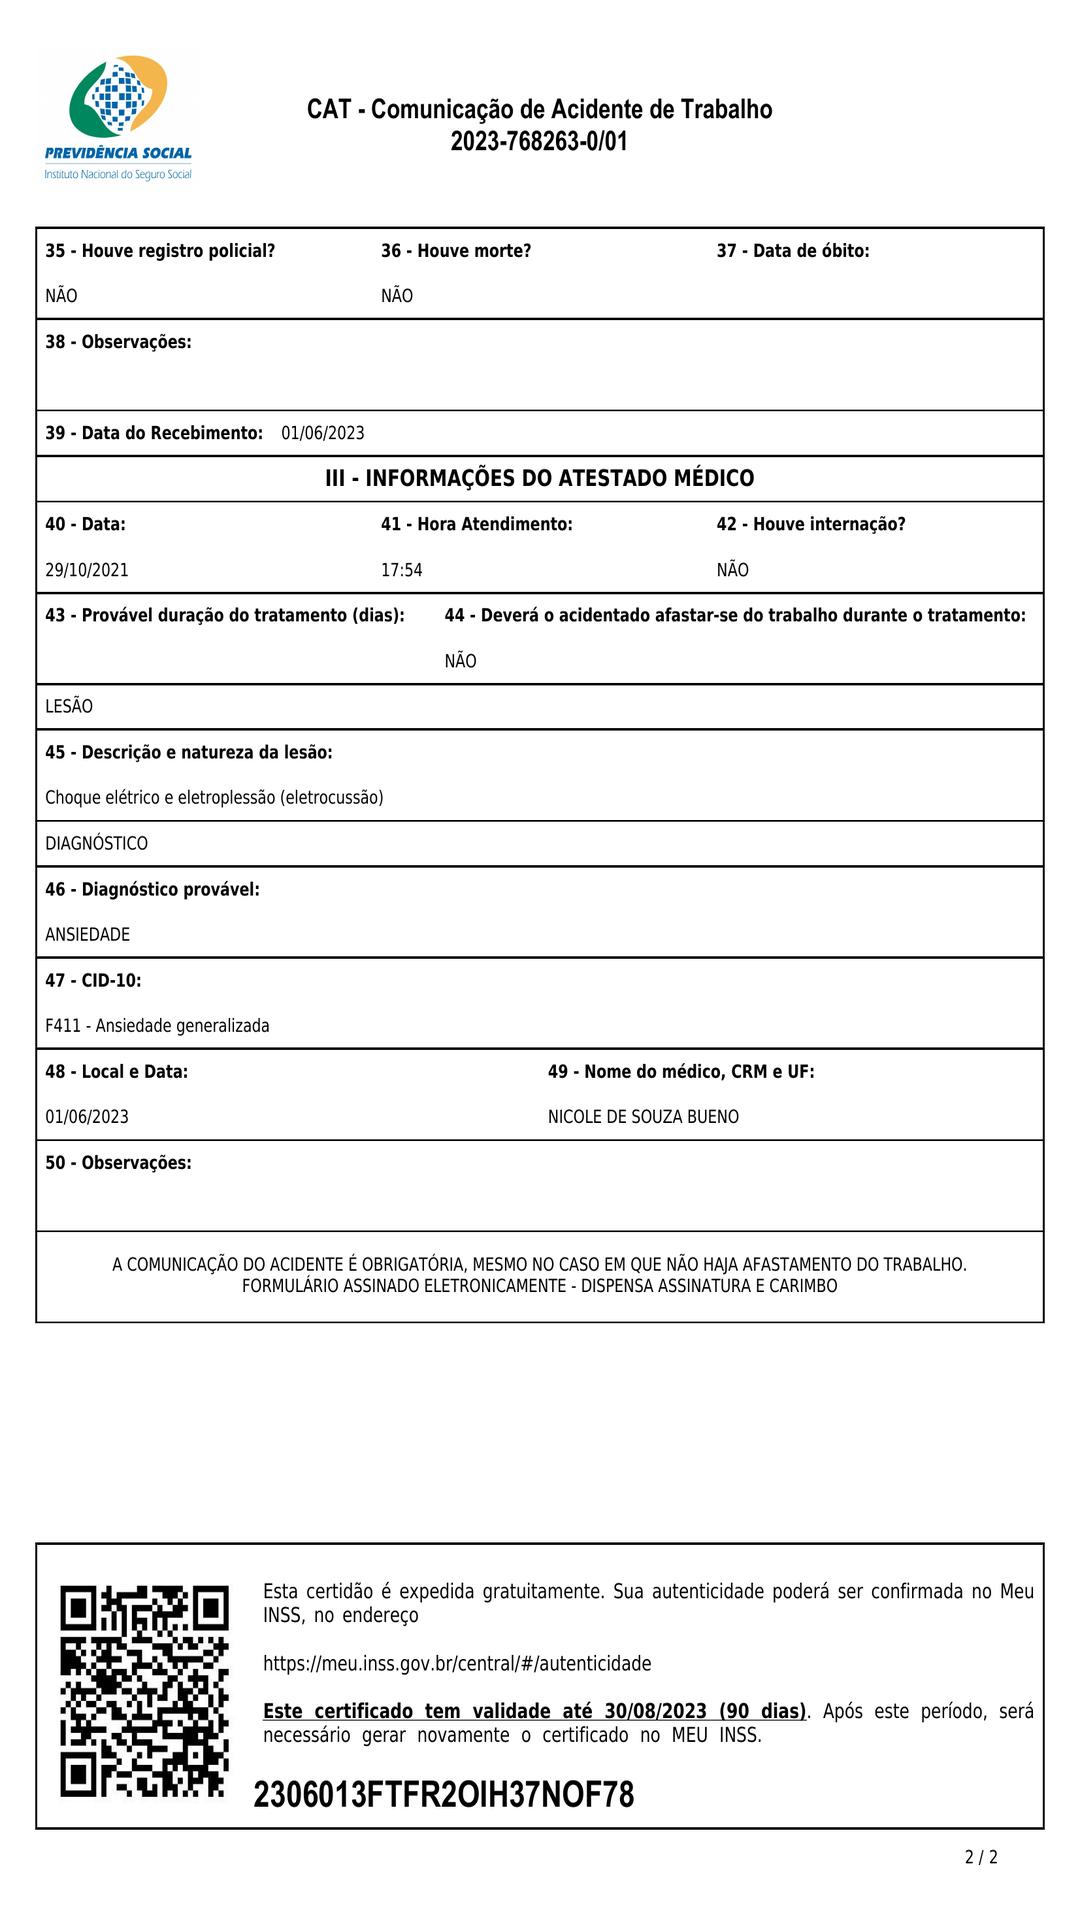 PREVIDÊNCIA SOCIAL
Instituto Nacional do Seguro Social
CAT - Comunicação de Acidente de Trabalho
2023-768263-0/01
35 - Houve registro policial? 36 - Houve morte? 37 - Data de óbito:
NÃO NÃO
38 - Observações:
39 - Data do Recebimento: 01/06/2023
III - INFORMAÇÕES DO ATESTADO MÉDICO
40 - Data: 41 - Hora Atendimento: 42 - Houve internação?
29/10/2021 17:54 NÃO
43 - Provável duração do tratamento (dias): 44 - Deverá o acidentado afastar-se do trabalho durante o tratamento:
NÃO
LESÃO
45 - Descrição e natureza da lesão:
Choque elétrico e eletroplessão (eletrocussão)
DIAGNÓSTICO
46 - Diagnóstico provável:
ANSIEDADE
47 - CID-10:
F411 - Ansiedade generalizada
48 - Local e Data: 49 - Nome do médico, CRM e UF:
01/06/2023 NICOLE DE SOUZA BUENO
50 - Observações:
A COMUNICAÇÃO DO ACIDENTE É OBRIGATÓRIA, MESMO NO CASO EM QUE NÃO HAJA AFASTAMENTO DO TRABALHO.
FORMULÁRIO ASSINADO ELETRONICAMENTE - DISPENSA ASSINATURA E CARIMBO
Esta certidão é expedida gratuitamente. Sua autenticidade poderá ser confirmada no Meu
INSS, no endereço
https://meu.inss.gov.br/central/#/autenticidade
Este certificado tem validade até 30/08/2023 (90 dias). Após este período, será
necessário gerar novamente o certificado no MEU INSS.
2306013FTFR2OIH37NOF78
2 / 2